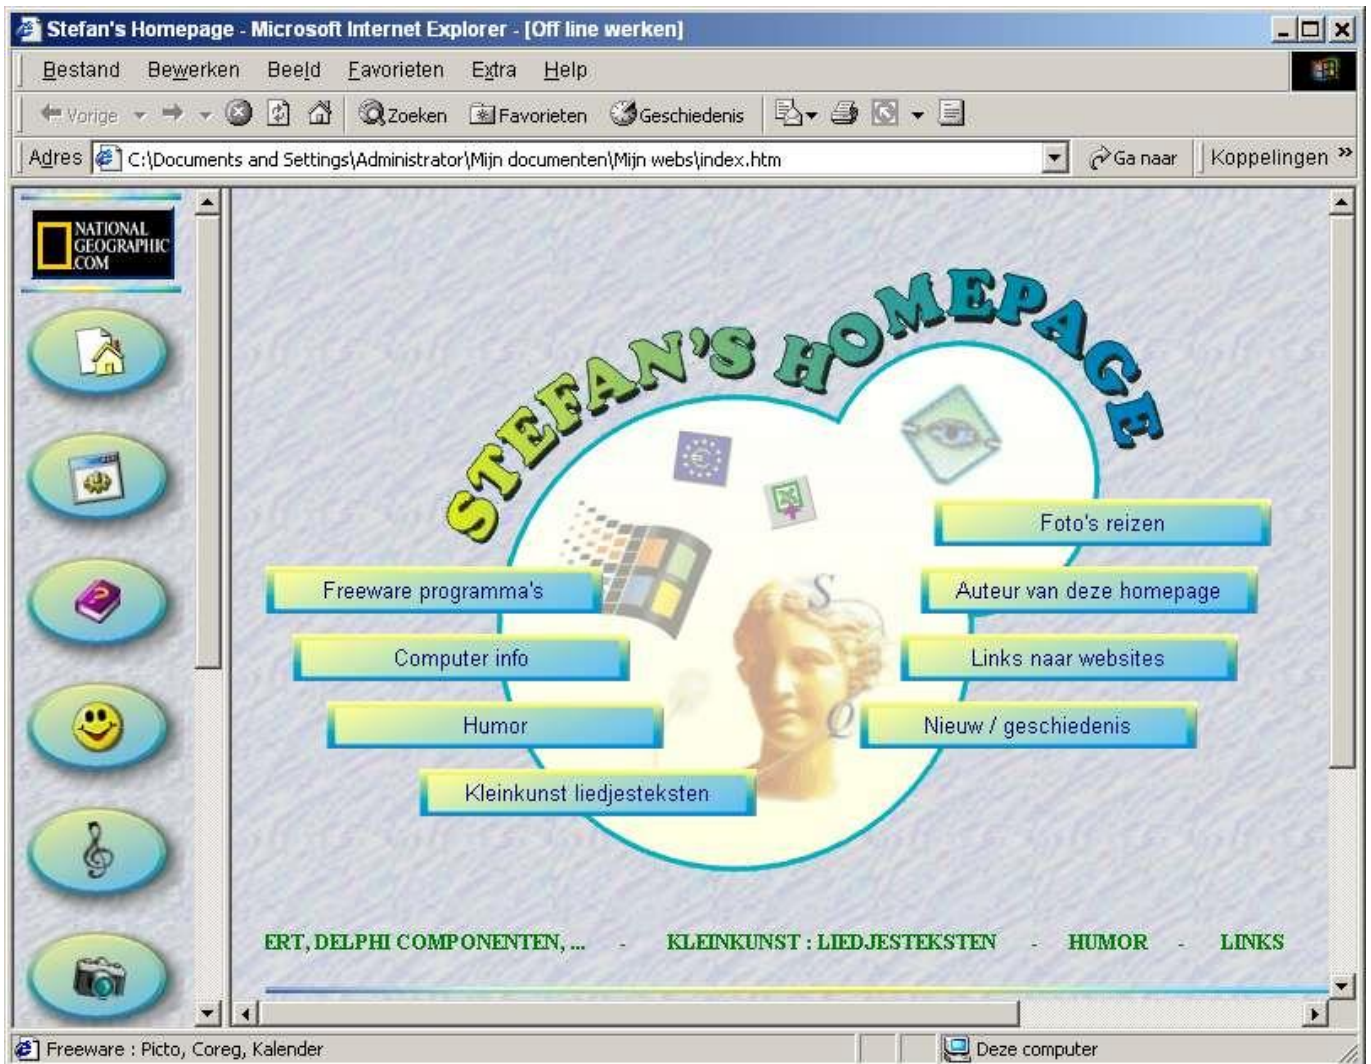 Stefan's Homepage - Microsoft Internet Explorer - [Off line werken]
Bestand Bewerken Beeld Favorieten Extra Help
Vorige Zoeken Favorieten Geschiedenis
Adres C:\Documents and Settings\Administrator\Mijn documenten\Mijn webs\index.htm Ga naar Koppelingen »
NATIONAL
GEOGRAPHIC
.COM
STEFAN'S HOMEPAGE
Foto's reizen
Freeware programma's
Auteur van deze homepage
Computer info
Links naar websites
Humor
Nieuw / geschiedenis
Kleinkunst liedjesteksten
S
Q
ERT, DELPHI COMPONENTEN, ... - KLEINKUNST : LIEDJESTEKSTEN - HUMOR - LINKS
Freeware : Picto, Coreg, Kalender Deze computer